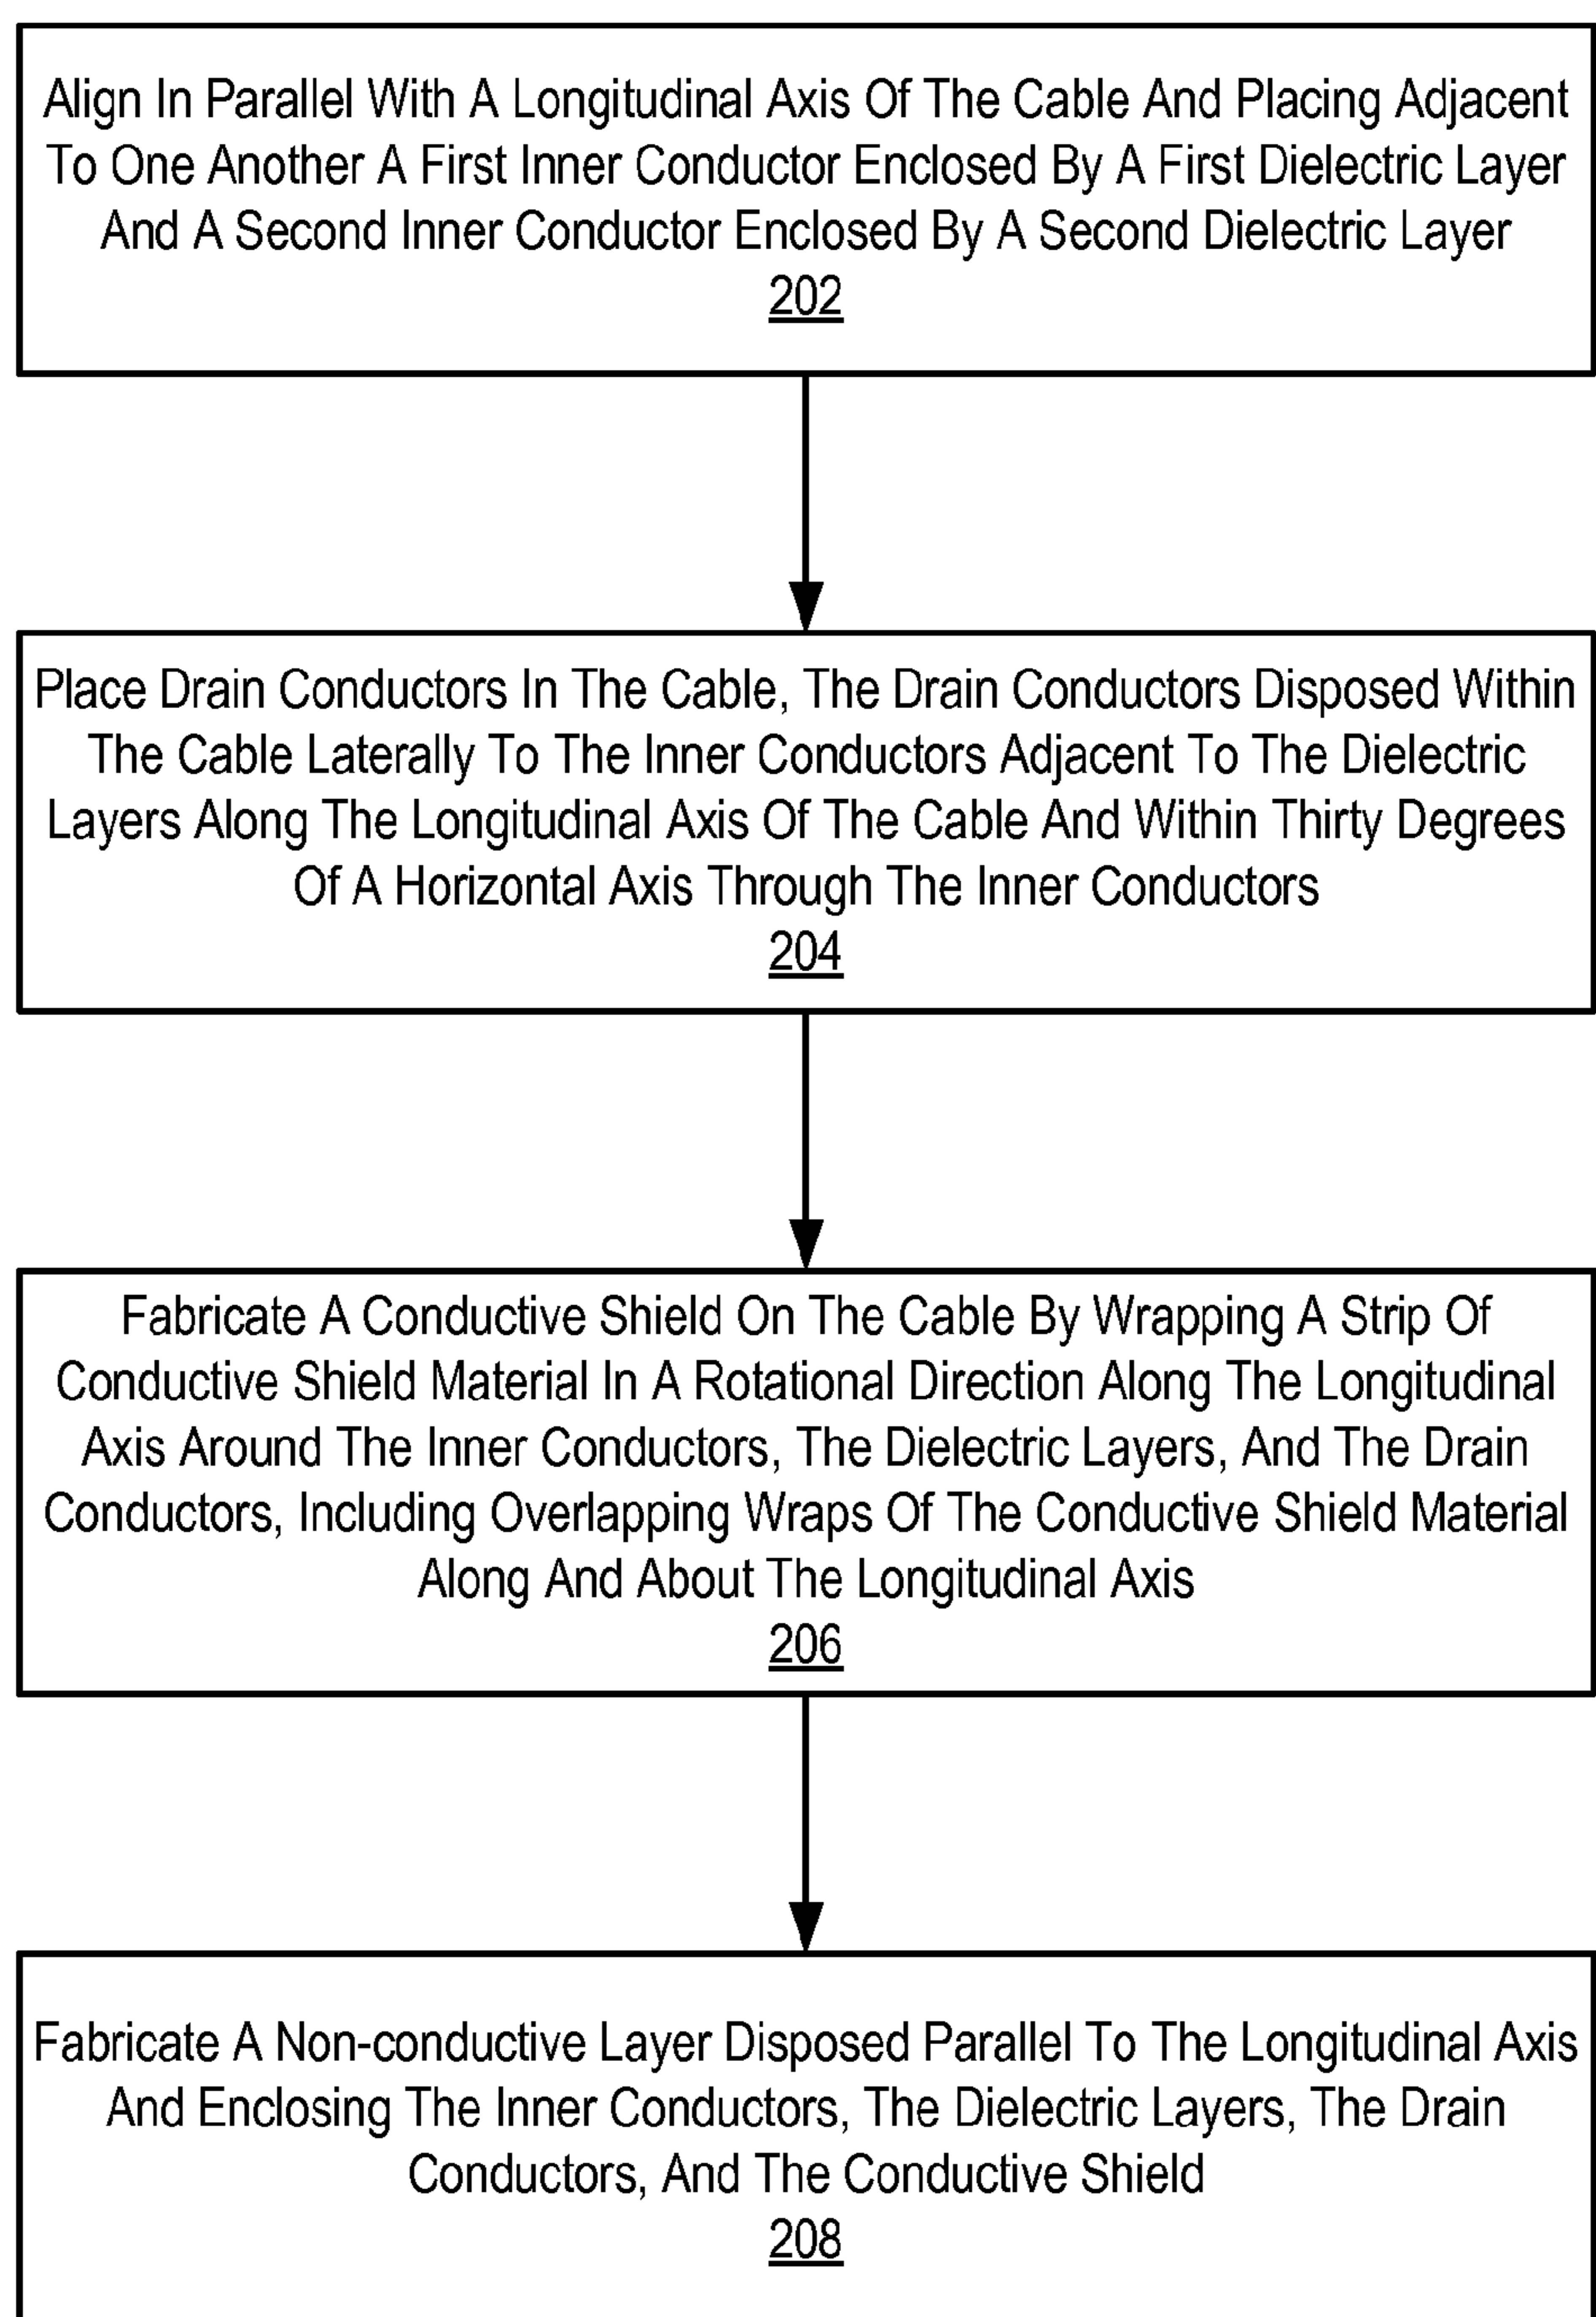 Align In Parallel With A Longitudinal Axis Of The Cable And Placing Adjacent
To One Another A First Inner Conductor Enclosed By A First Dielectric Layer
And A Second Inner Conductor Enclosed By A Second Dielectric Layer
202
Place Drain Conductors In The Cable, The Drain Conductors Disposed Within
The Cable Laterally To The Inner Conductors Adjacent To The Dielectric
Layers Along The Longitudinal Axis Of The Cable And Within Thirty Degrees
Of A Horizontal Axis Through The Inner Conductors
204
Fabricate A Conductive Shield On The Cable By Wrapping A Strip Of
Conductive Shield Material In A Rotational Direction Along The Longitudinal
Axis Around The Inner Conductors, The Dielectric Layers, And The Drain
Conductors, Including Overlapping Wraps Of The Conductive Shield Material
Along And About The Longitudinal Axis
206
Fabricate A Non-conductive Layer Disposed Parallel To The Longitudinal Axis
And Enclosing The Inner Conductors, The Dielectric Layers, The Drain
Conductors, And The Conductive Shield
208